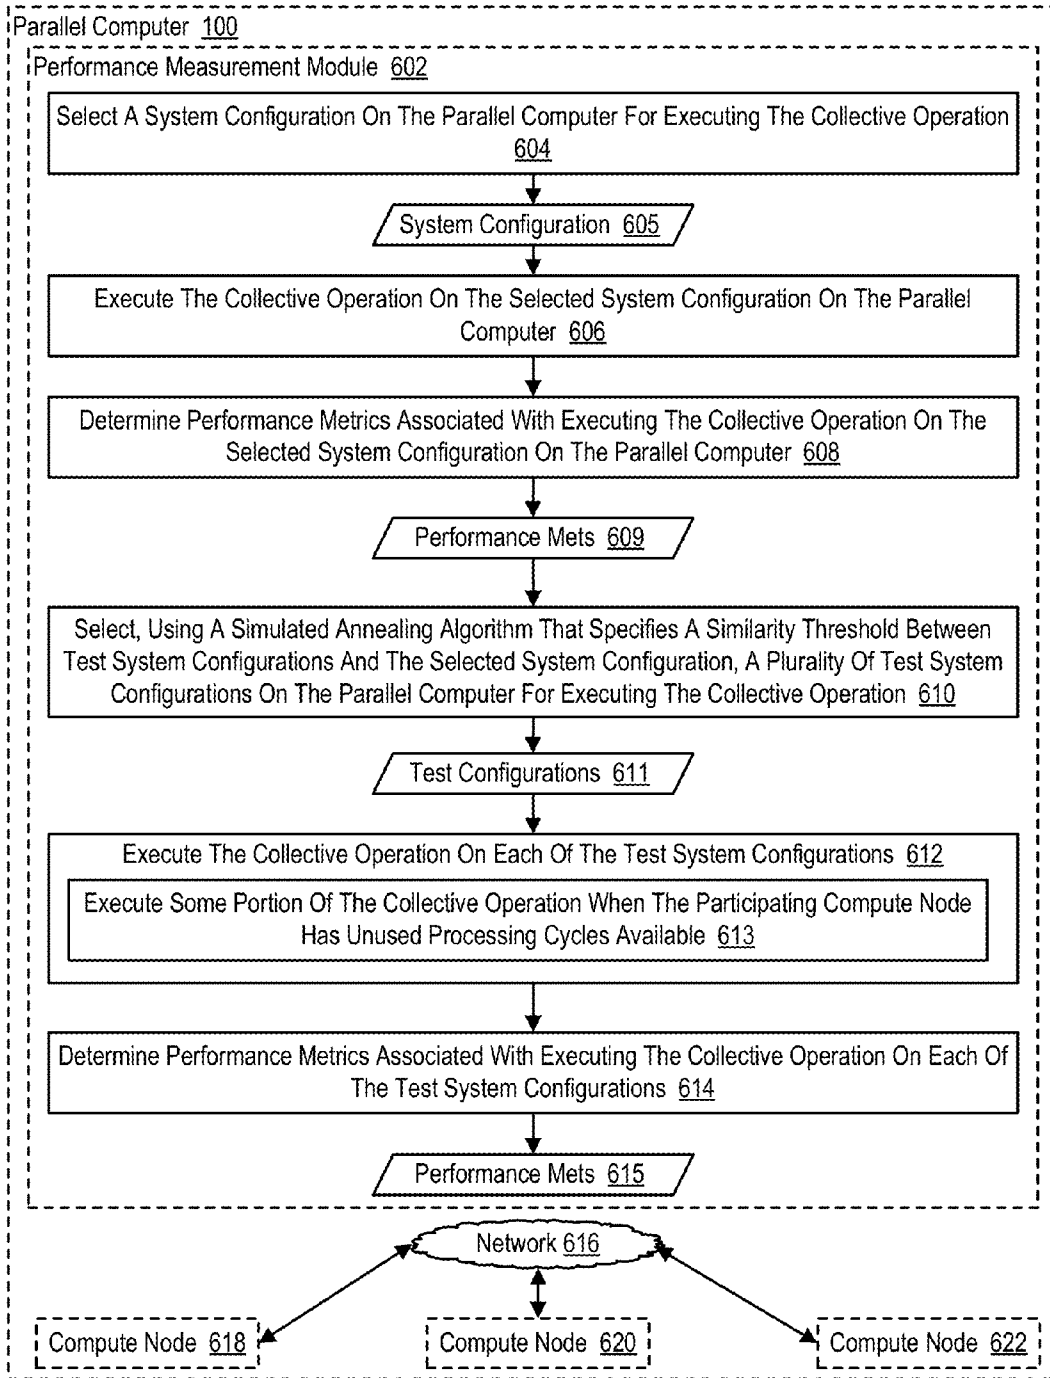 Parallel Computer 100
Performance Measurement Module 602
Select A System Configuration On The Parallel Computer For Executing The Collective Operation
604
System Configuration 605
Execute The Collective Operation On The Selected System Configuration On The Parallel
Computer 606
Determine Performance Metrics Associated With Executing The Collective Operation On The
Selected System Configuration On The Parallel Computer 608
Performance Mets 609
Select, Using A Simulated Annealing Algorithm That Specifies A Similarity Threshold Between
Test System Configurations And The Selected System Configuration, A Plurality Of Test System
Configurations On The Parallel Computer For Executing The Collective Operation 610
Test Configurations 611
Execute The Collective Operation On Each Of The Test System Configurations 612
Execute Some Portion Of The Collective Operation When The Participating Compute Node
Has Unused Processing Cycles Available 613
Determine Performance Metrics Associated With Executing The Collective Operation On Each Of
The Test System Configurations 614
Performance Mets 615
Network 616
Compute Node 618
Compute Node 620
Compute Node 622